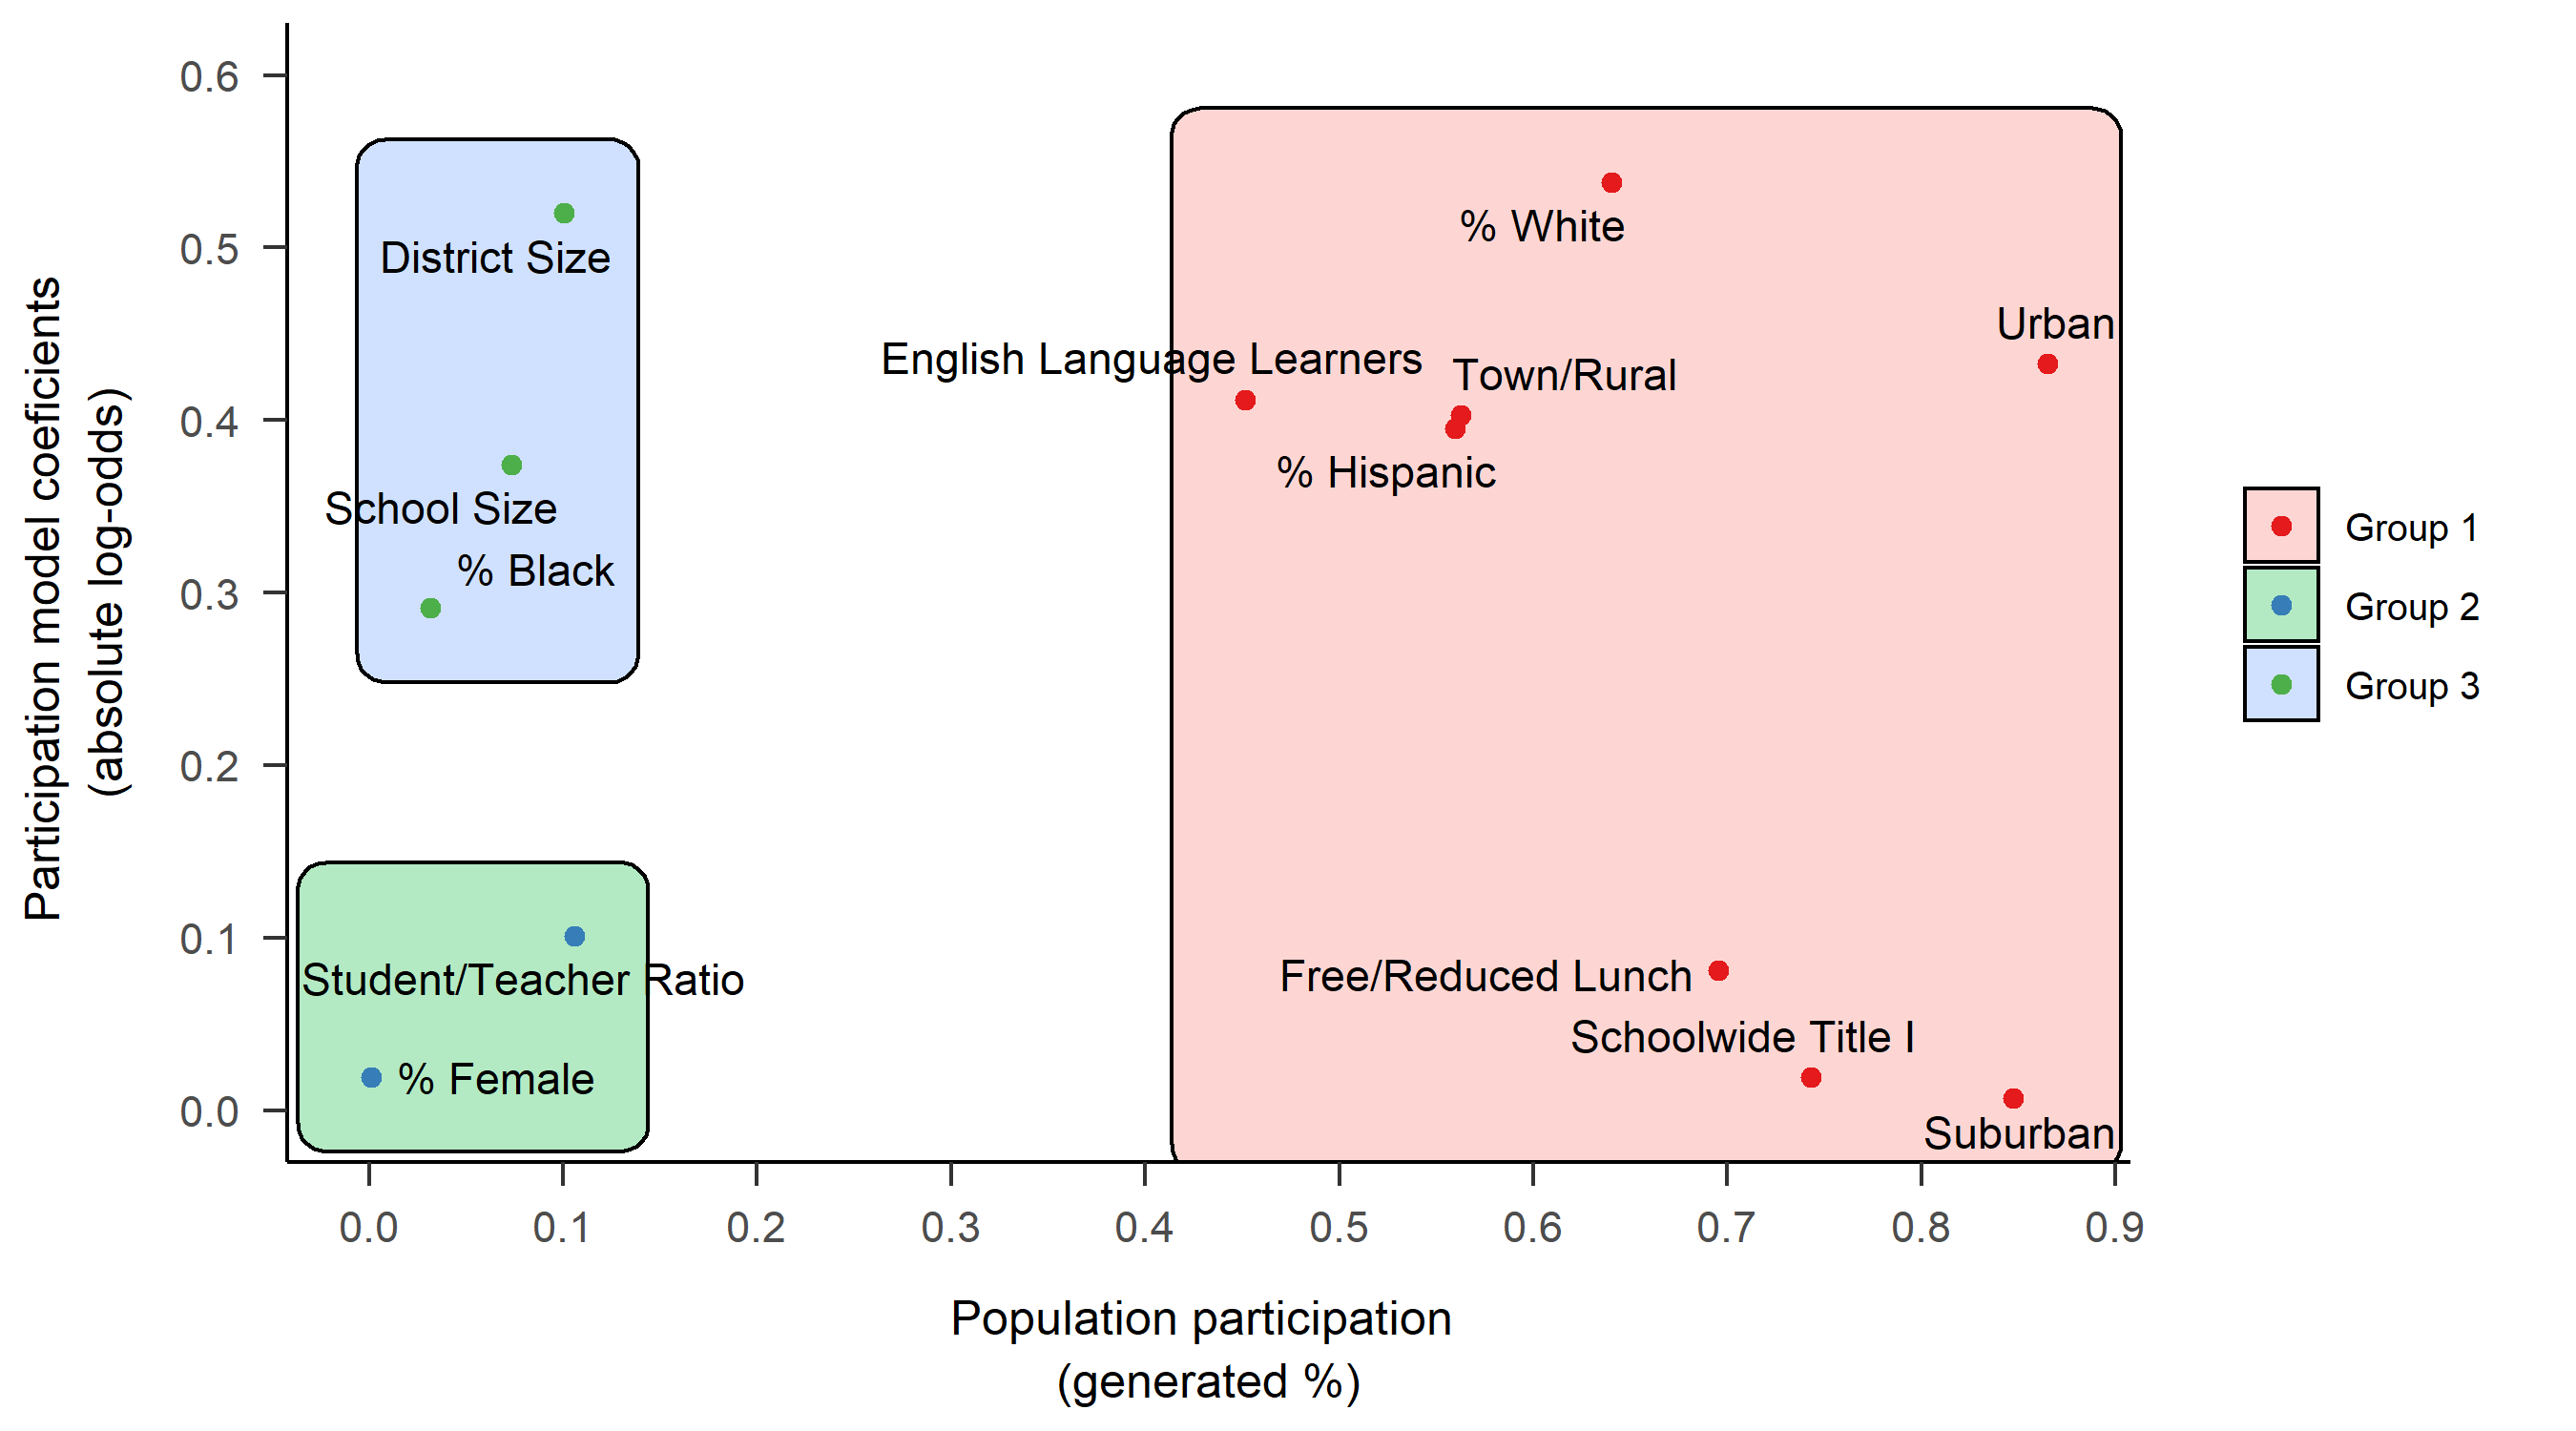 Participation model coeficients
(absolute log-odds)
0.6
0.5
0.4
0.3
0.2
0.1
0.0
% White
District Size
Urban
English Language Learners
Town/Rural
% Hispanic
School Size
% Black
Free/Reduced Lunch
Student/Teacher Ratio
Schoolwide Title I
% Female
Suburban
0.0 0.1 0.2 0.3 0.4 0.5 0.6 0.7 0.8 0.9
Population participation
(generated %)
Group 1
Group 2
Group 3